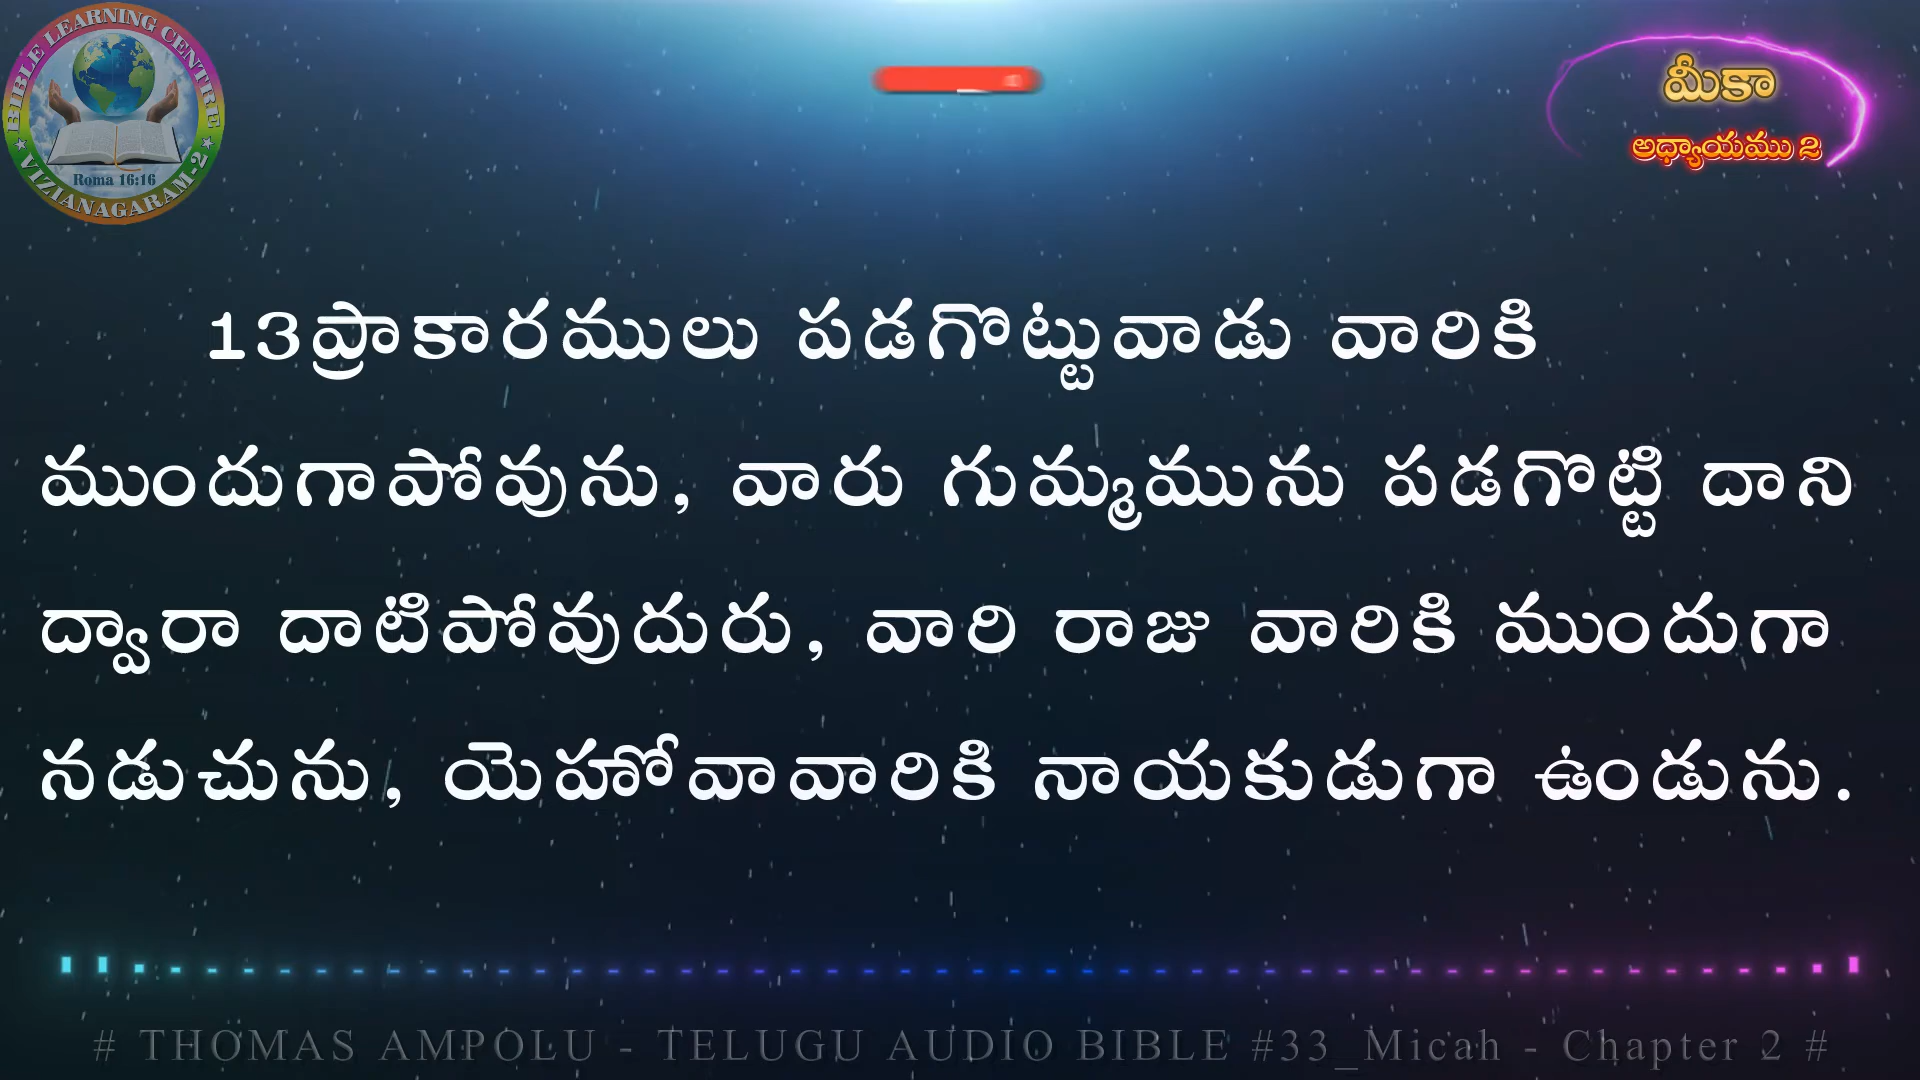 BIBLE LEARNING CENTRE
Roma 16:16
★ VIZIANAGARAM-2 ★
మీకా
అధ్యాయము 2
13ప్రాకారములు పడగొట్టువాడు వారికి
ముందుగాపోవును, వారు గుమ్మమును పడగొట్టి దాని
ద్వారా దాటిపోవుదురు, వారి రాజు వారికి ముందుగా
నడుచును, యెహోవావారికి నాయకుడుగా ఉండును.
# THOMAS AMPOLU - TELUGU AUDIO BIBLE #33_Micah - Chapter 2 #